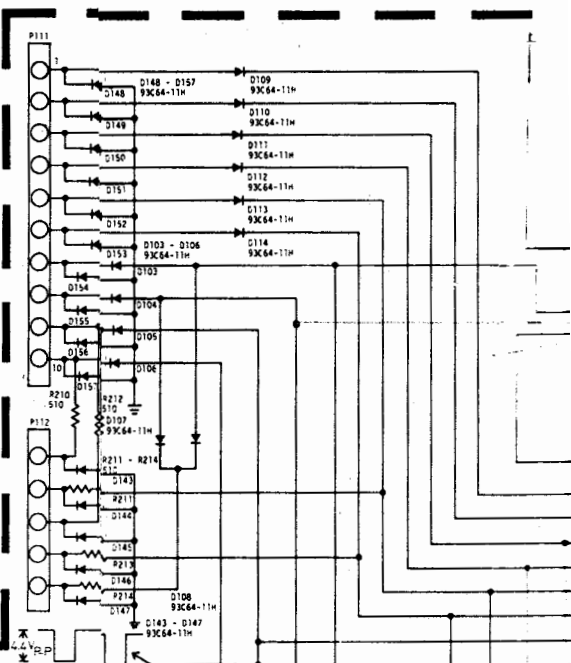 P111
1
D148
D148 - D157
93C64-11H
D109
93C64-11H
D149
D110
93C64-11H
D150
D111
93C64-11H
D151
D112
93C64-11H
D152
D113
93C64-11H
D153
D103 - D106
93C64-11H
D114
93C64-11H
D103
D154
D104
D155
D105
D156
D106
10
D157
R210
510
R212
510
D107
93C64-11H
P112
R211 - R214
510
D143
R211
D144
D145
R213
D146
R214
D147
D108
93C64-11H
D143 - D147
93C64-11H
4.4V
P.P